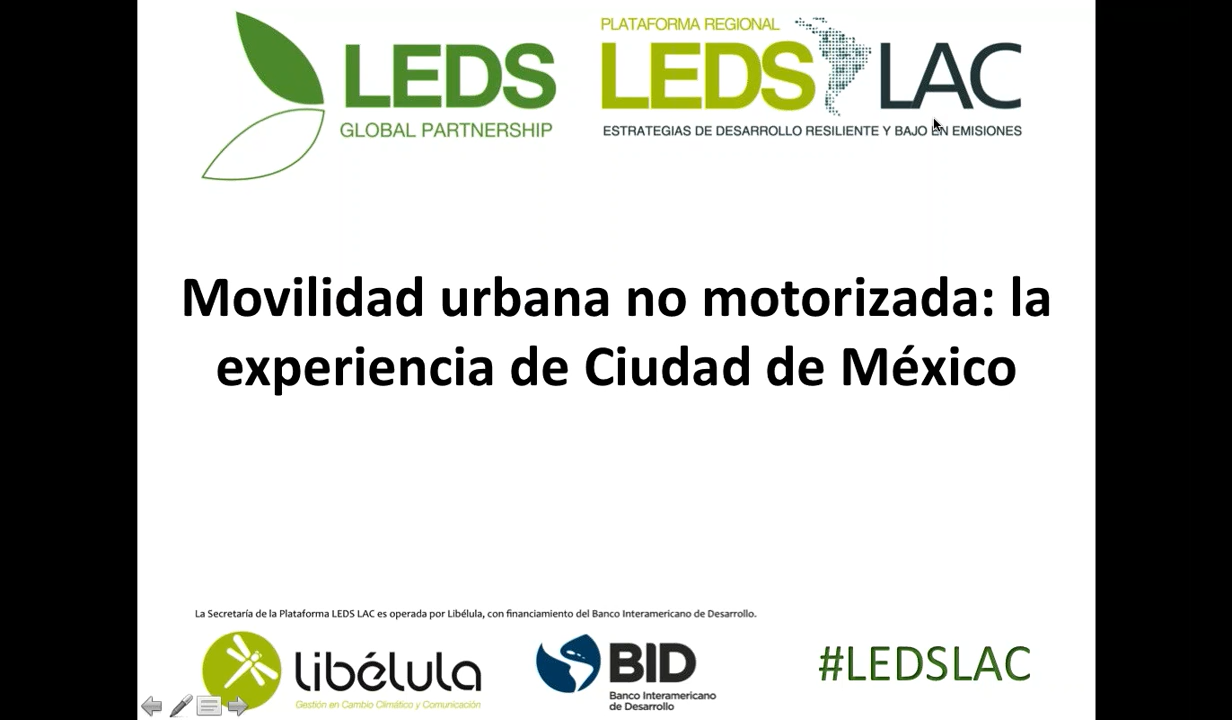 LEDS
GLOBAL PARTNERSHIP
PLATAFORMA REGIONAL
LEDS LAC
ESTRATEGIAS DE DESARROLLO RESILIENTE Y BAJO EN EMISIONES
Movilidad urbana no motorizada: la
experiencia de Ciudad de México
La Secretaría de la Plataforma LEDS LAC es operada por Libélula, con financiamiento del Banco Interamericano de Desarrollo.
libélula
Gestión en Cambio Climático y Comunicación
BID
Banco Interamericano
de Desarrollo
#LEDSLAC